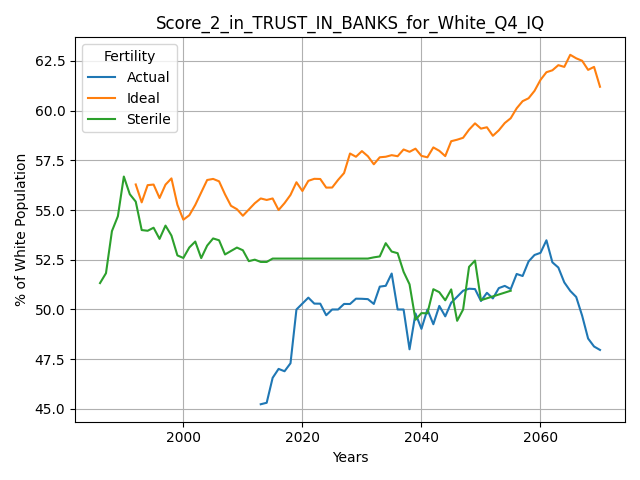 Score_2_in_TRUST_IN_BANKS_for_White_Q4_IQ
Fertility
Actual
Ideal
Sterile
% of White Population
62.5
60.0
57.5
55.0
52.5
50.0
47.5
45.0
2000
2020
2040
2060
Years